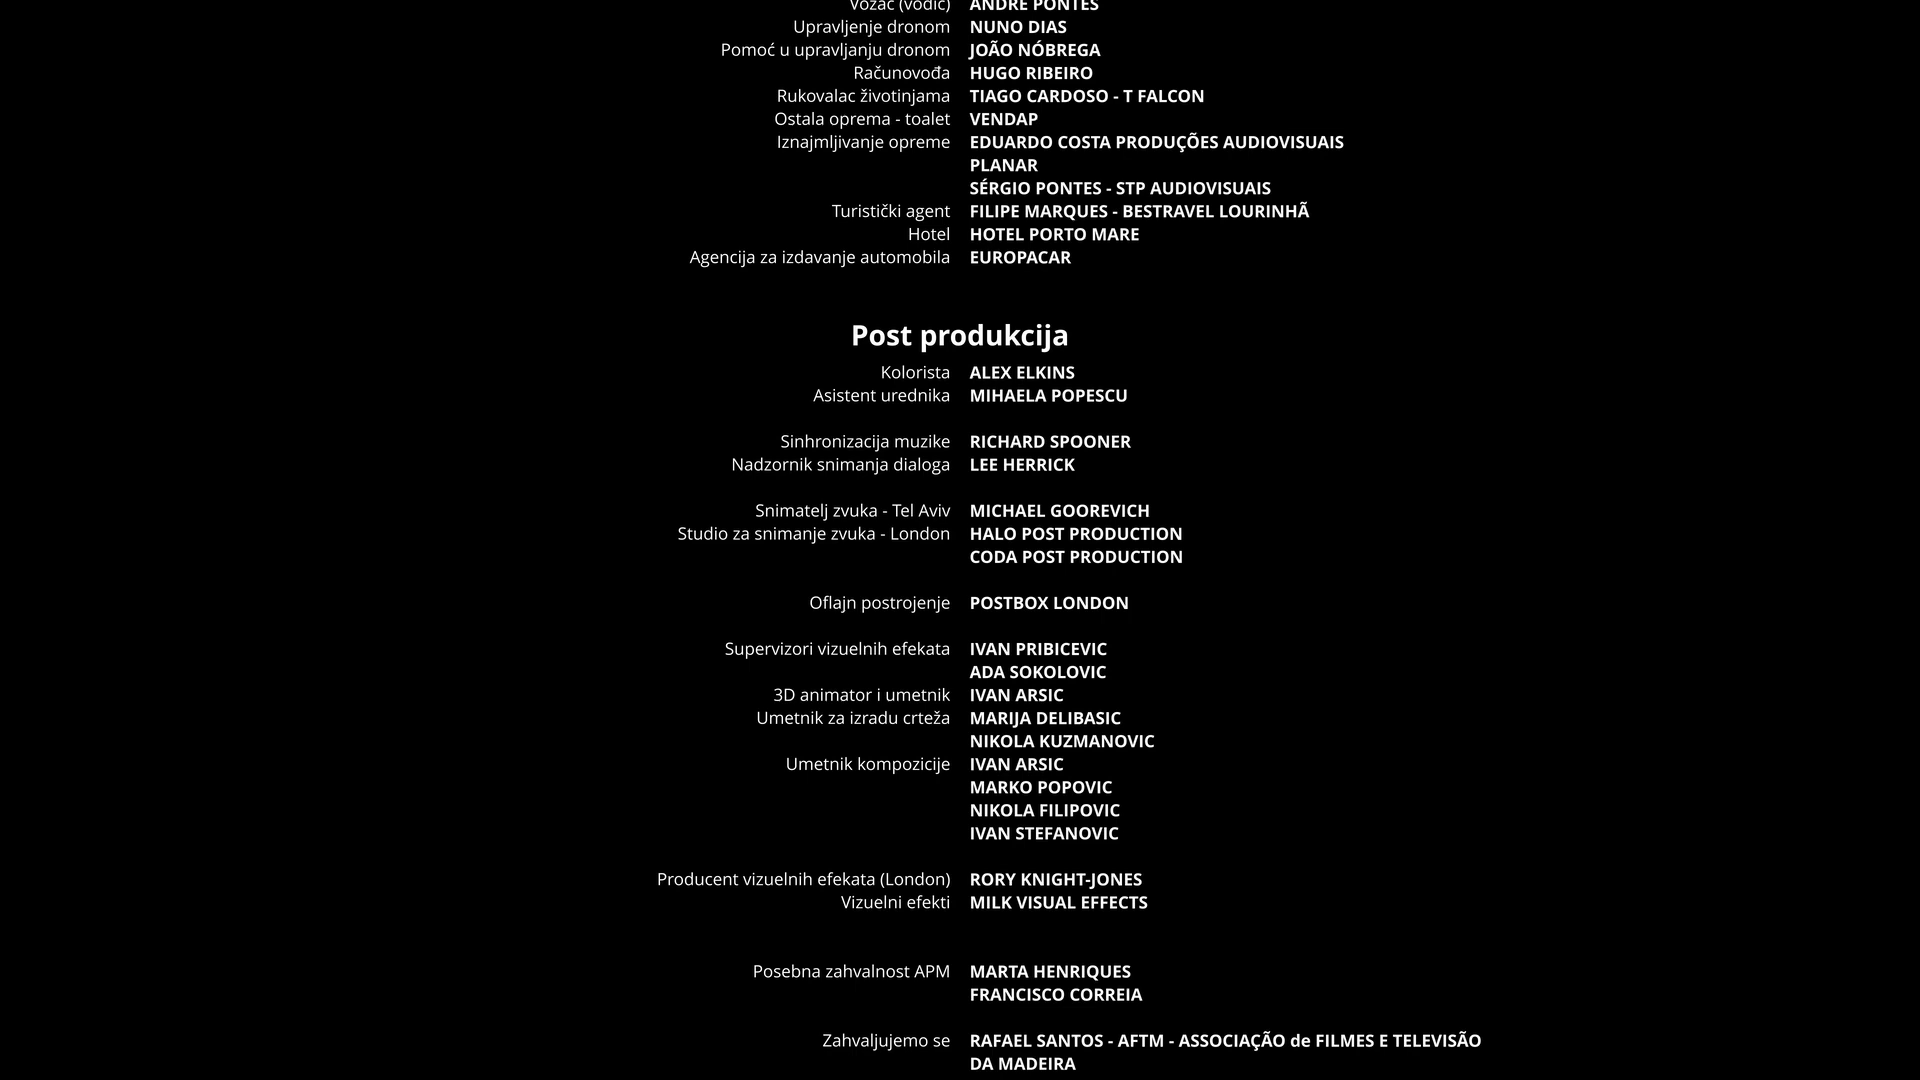 Vozač (vodič) ANDRÉ PONTES
Upravljenje dronom NUNO DIAS
Pomoć u upravljanju dronom JOÃO NÓBREGA
Računovođa HUGO RIBEIRO
Rukovalac životinjama TIAGO CARDOSO - T FALCON
Ostala oprema - toalet VENDAP
Iznajmljivanje opreme EDUARDO COSTA PRODUÇÕES AUDIOVISUAIS
PLANAR
SÉRGIO PONTES - STP AUDIOVISUAIS
Turistički agent FILIPE MARQUES - BESTRAVEL LOURINHÃ
Hotel HOTEL PORTO MARE
Agencija za izdavanje automobila EUROPACAR
Post produkcija
Kolorista ALEX ELKINS
Asistent urednika MIHAELA POPESCU
Sinhronizacija muzike RICHARD SPOONER
Nadzornik snimanja dialoga LEE HERRICK
Snimatelj zvuka - Tel Aviv MICHAEL GOOREVICH
Studio za snimanje zvuka - London HALO POST PRODUCTION
CODA POST PRODUCTION
Oflajn postrojenje POSTBOX LONDON
Supervizori vizuelnih efekata IVAN PRIBICEVIC
ADA SOKOLOVIC
3D animator i umetnik IVAN ARSIC
Umetnik za izradu crteža MARIJA DELIBASIC
NIKOLA KUZMANOVIC
Umetnik kompozicije IVAN ARSIC
MARKO POPOVIC
NIKOLA FILIPOVIC
IVAN STEFANOVIC
Producent vizuelnih efekata (London) RORY KNIGHT-JONES
Vizuelni efekti MILK VISUAL EFFECTS
Posebna zahvalnost APM MARTA HENRIQUES
FRANCISCO CORREIA
Zahvaljujemo se RAFAEL SANTOS - AFTM - ASSOCIAÇÃO de FILMES E TELEVISÃO
DA MADEIRA